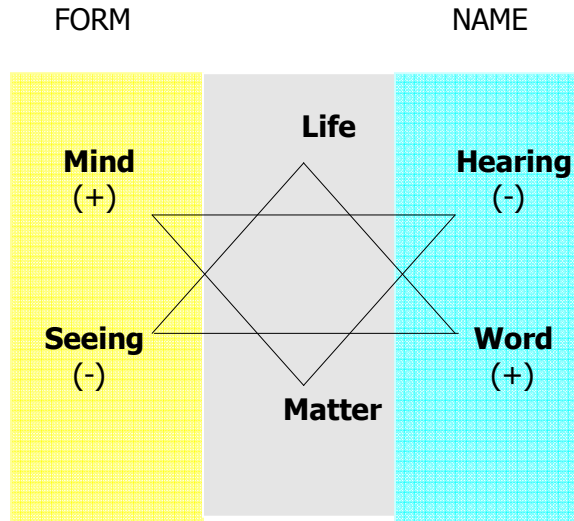 FORM
NAME
Life
Mind
(+)
Hearing
(-)
Seeing
(-)
Word
(+)
Matter